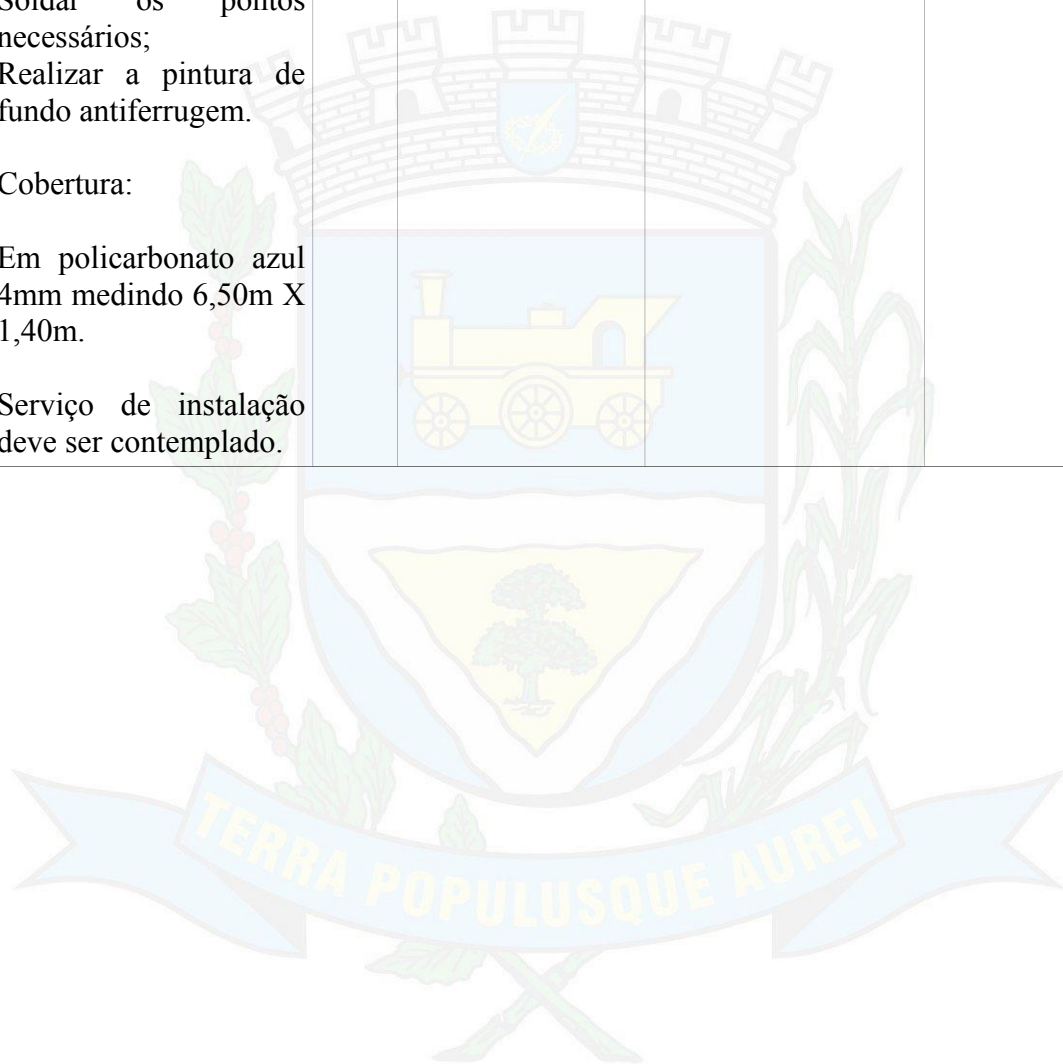 Soldar os pontos
necessários;
Realizar a pintura de
fundo antiferrugem.
Cobertura:
Em policarbonato azul
4mm medindo 6,50m X
1,40m.
Serviço de instalação
deve ser contemplado.
TERRA POPULUSQUE AUREI